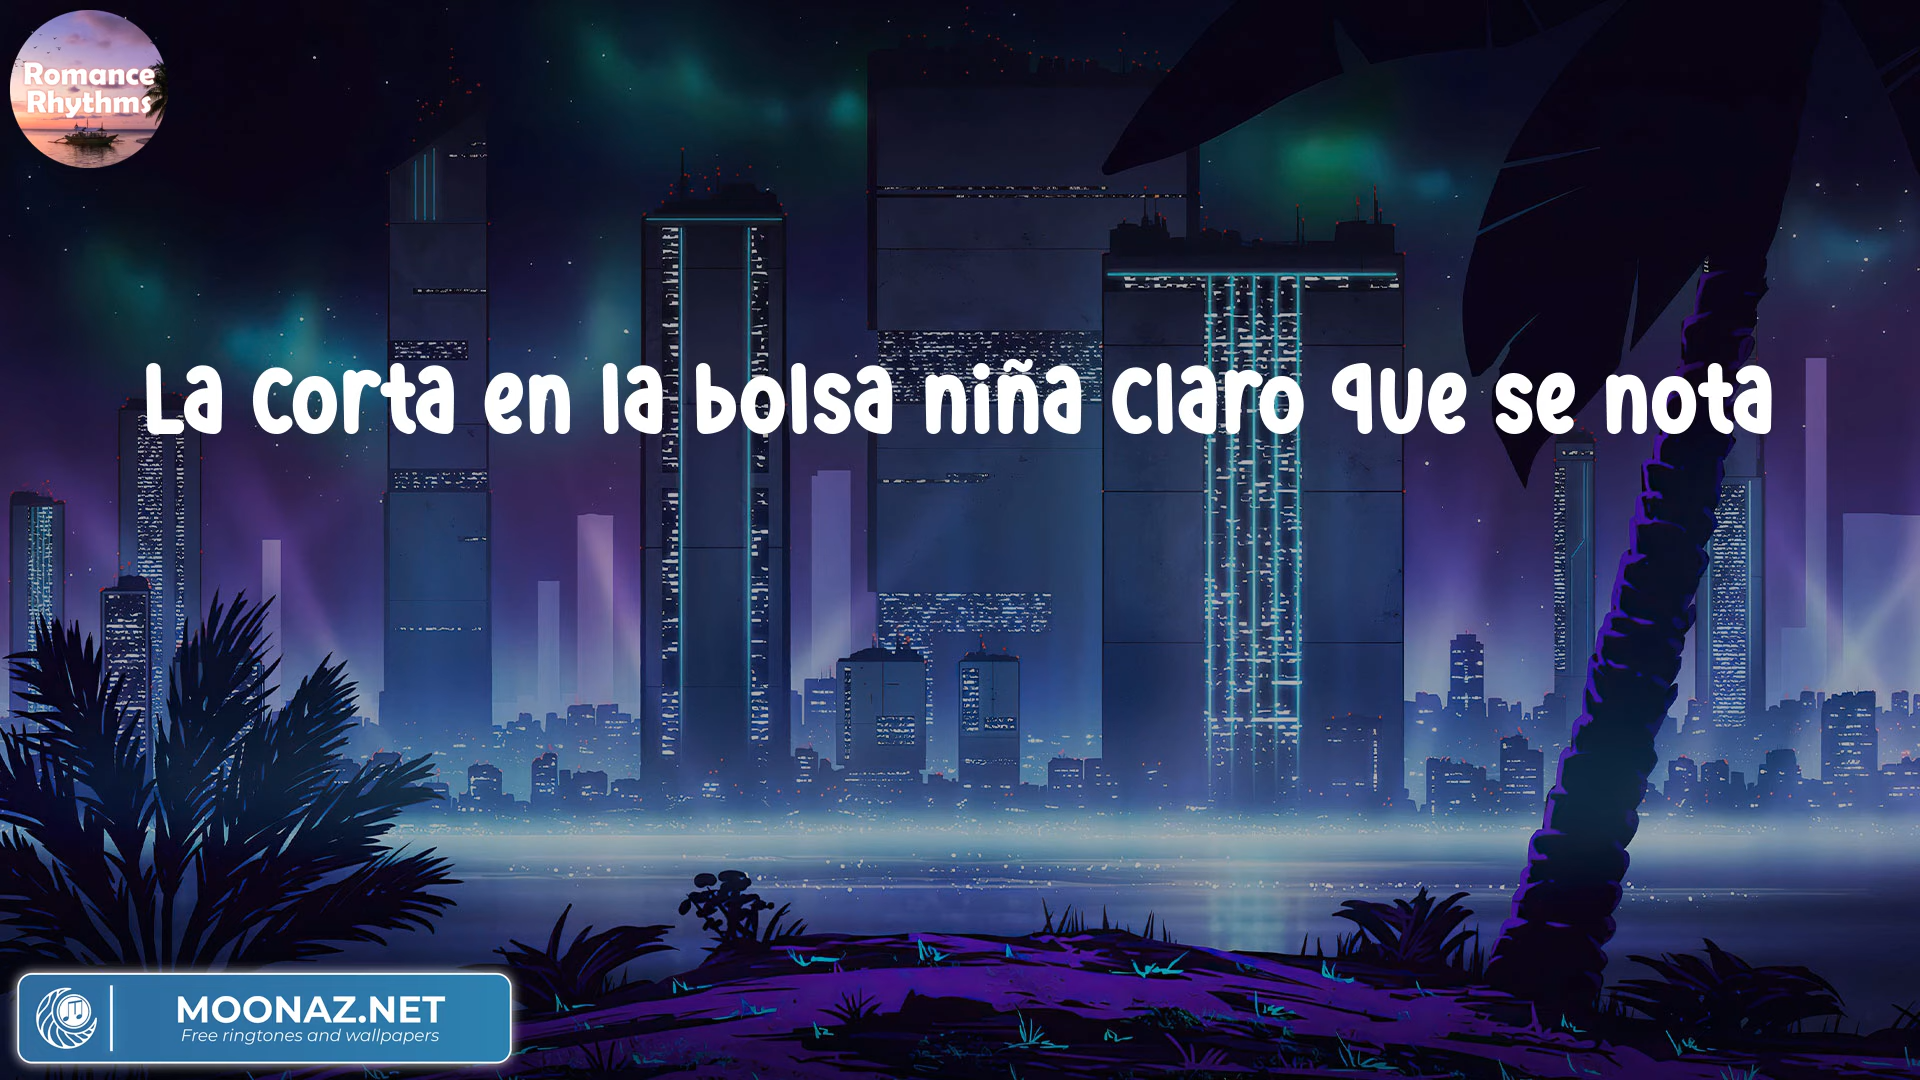 Romance
Rhythms
La corta en la bolsa niña claro que se nota
MOONAZ.NET
Free ringtones and wallpapers